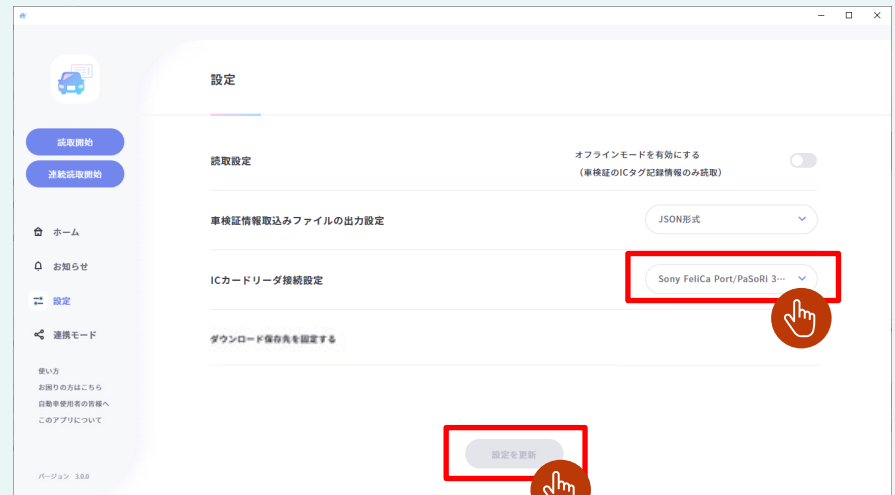 設定
読取開始
連続読取開始
ホーム
お知らせ
設定
連携モード
使い方
お困りの方はこちら
自動車使用者の皆様へ
このアプリについて
バージョン 3.0.0
読取設定
オフラインモードを有効にする
（車検証のICタグ記録情報のみ読取）
車検証情報取込みファイルの出力設定
JSON形式
ICカードリーダ接続設定
Sony FeliCa Port/PaSoRi 3…
ダウンロード保存先を固定する
設定を更新